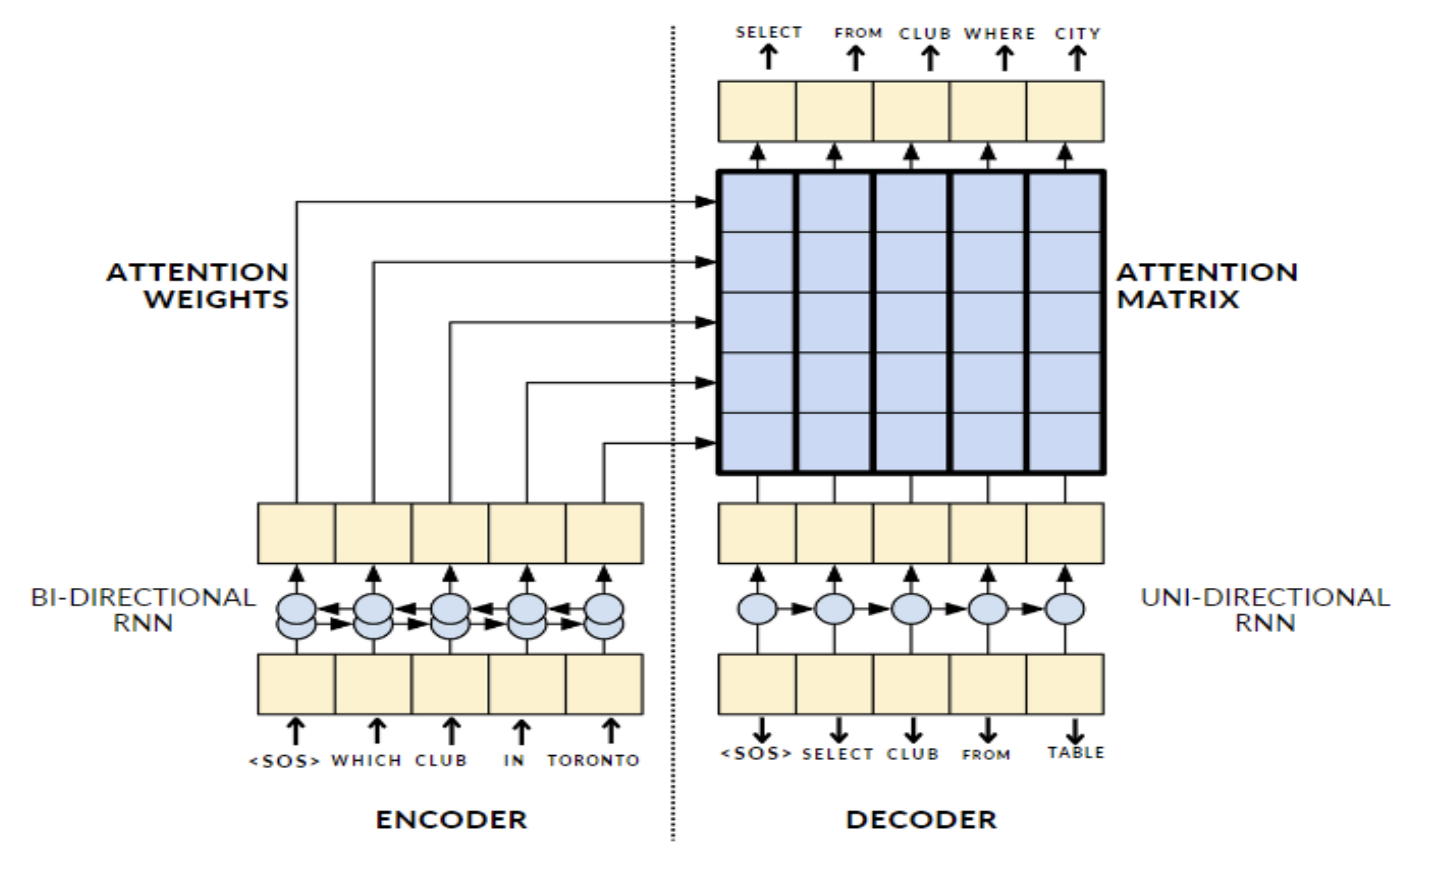 SELECT FROM CLUB WHERE CITY
ATTENTION
WEIGHTS
ATTENTION
MATRIX
BI-DIRECTIONAL
RNN
UNI-DIRECTIONAL
RNN
<SOS> WHICH CLUB IN TORONTO
<SOS> SELECT CLUB FROM TABLE
ENCODER
DECODER